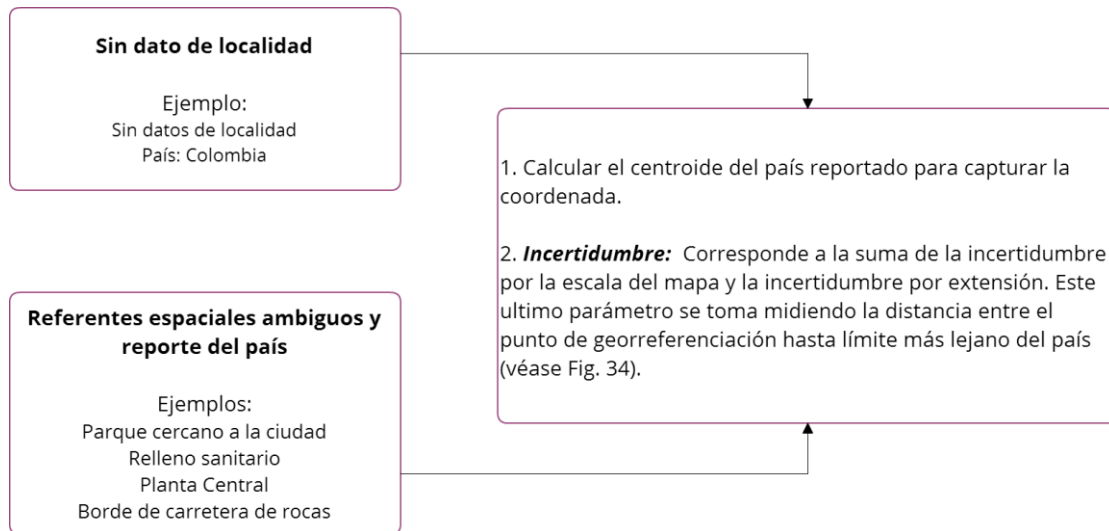 Sin dato de localidad
Ejemplo:
Sin datos de localidad
País: Colombia
Referentes espaciales ambiguos y
reporte del país
Ejemplos:
Parque cercano a la ciudad
Relleno sanitario
Planta Central
Borde de carretera de rocas
1. Calcular el centroide del país reportado para capturar la
coordenada.
2. Incertidumbre: Corresponde a la suma de la incertidumbre
por la escala del mapa y la incertidumbre por extensión. Este
ultimo parámetro se toma midiendo la distancia entre el
punto de georreferenciación hasta límite más lejano del país
(véase Fig. 34).